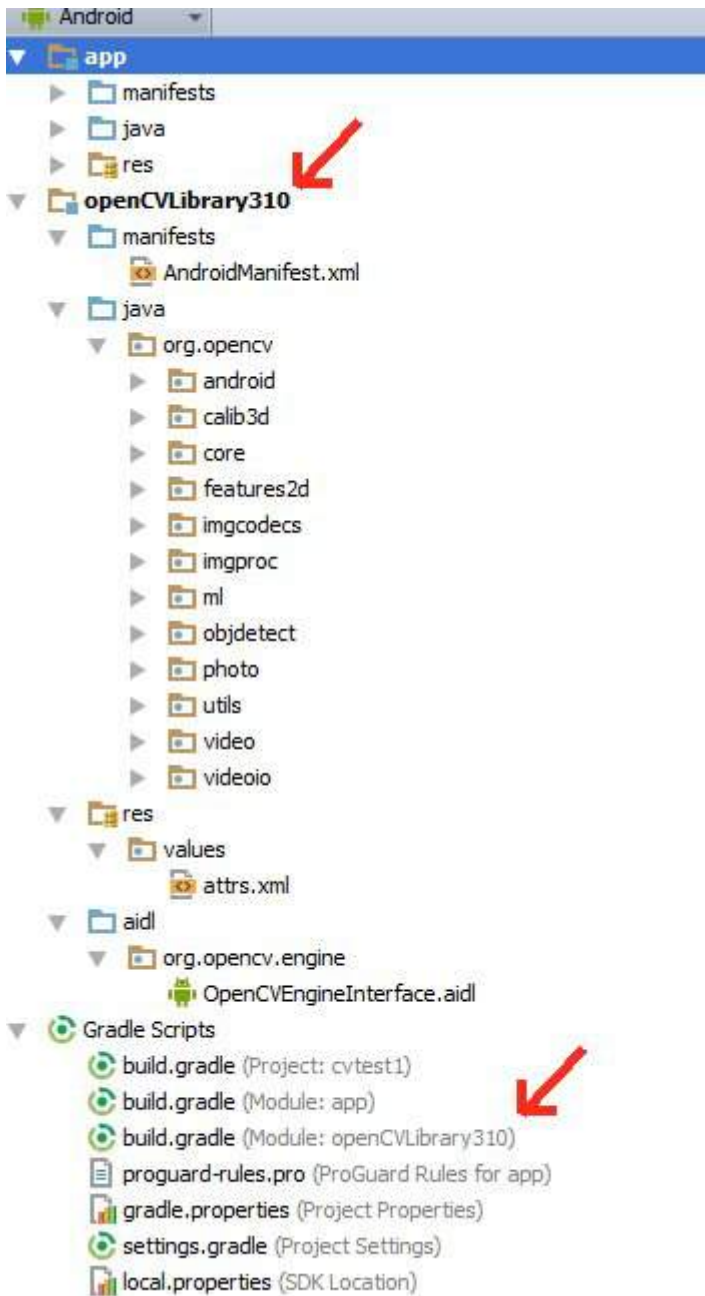 Android
app
manifests
java
res
openCVLibrary310
manifests
AndroidManifest.xml
java
org.opencv
android
calib3d
core
features2d
imgcodecs
imgproc
ml
objdetect
photo
utils
video
videoio
res
values
attrs.xml
aidl
org.opencv.engine
OpenCVEngineInterface.aidl
Gradle Scripts
build.gradle (Project: cvtest1)
build.gradle (Module: app)
build.gradle (Module: openCVLibrary310)
proguard-rules.pro (ProGuard Rules for app)
gradle.properties (Project Properties)
settings.gradle (Project Settings)
local.properties (SDK Location)